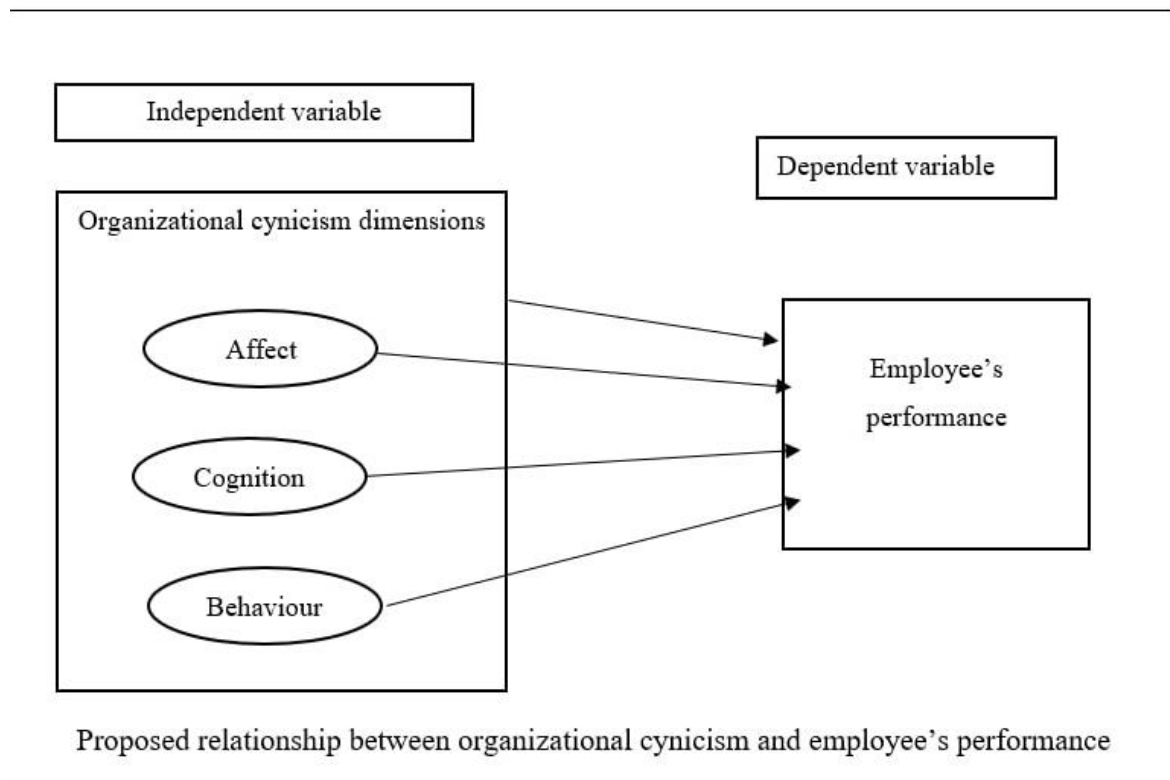 Independent variable
Dependent variable
Organizational cynicism dimensions
Affect
Cognition
Behaviour
Employee’s
performance
Proposed relationship between organizational cynicism and employee’s performance